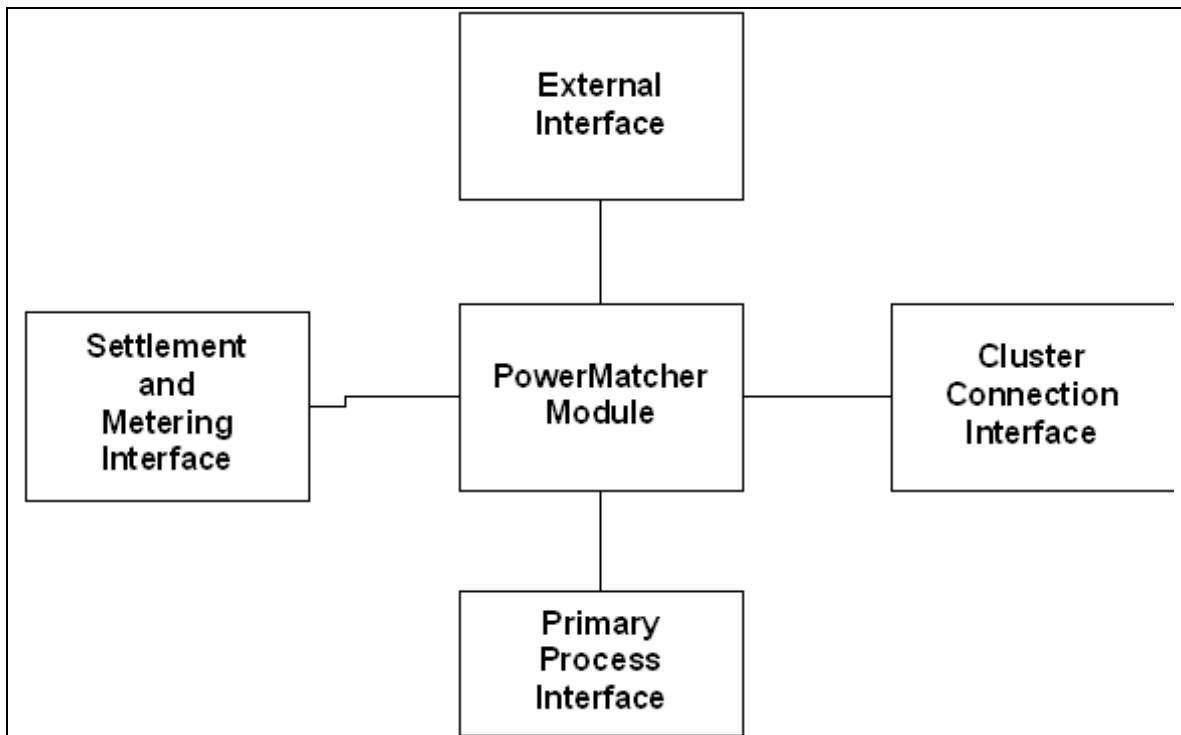 External
Interface
Settlement
and
Metering
Interface
PowerMatcher
Module
Cluster
Connection
Interface
Primary
Process
Interface